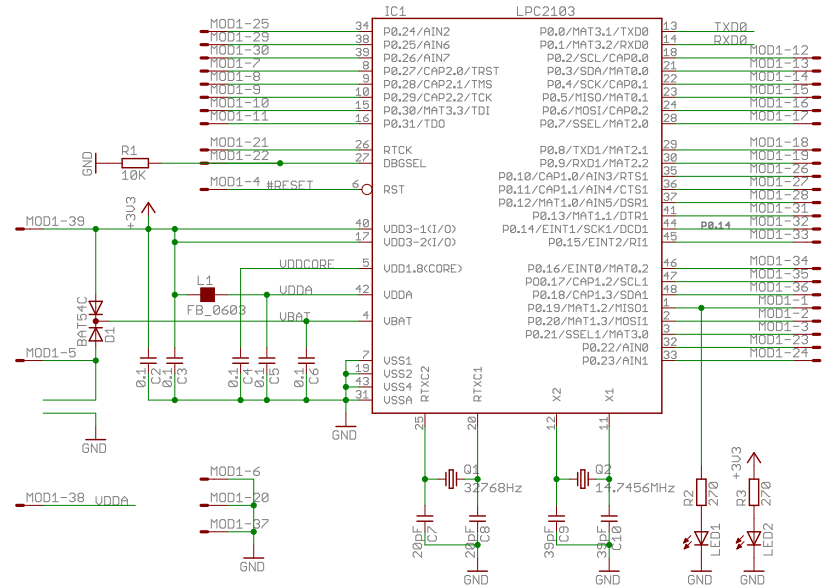 IC1 LPC2103
MOD1-25 34 P0.24/AIN2 P0.0/MAT3.1/TXD0 13 TXD0
MOD1-29 38 P0.25/AIN6 P0.1/MAT3.2/RXD0 14 RXD0
MOD1-30 39 P0.26/AIN7 P0.2/SCL/CAP0.0 18 MOD1-12
MOD1-7 8 P0.27/CAP2.0/TRST P0.3/SDA/MAT0.0 21 MOD1-13
MOD1-8 9 P0.28/CAP2.1/TMS P0.4/SCK/CAP0.1 22 MOD1-14
MOD1-9 10 P0.29/CAP2.2/TCK P0.5/MISO/MAT0.1 23 MOD1-15
MOD1-10 15 P0.30/MAT3.3/TDI P0.6/MOSI/CAP0.2 24 MOD1-16
MOD1-11 16 P0.31/TDO P0.7/SSEL/MAT2.0 28 MOD1-17
MOD1-21 26 RTCK P0.8/TXD1/MAT2.1 29 MOD1-18
GND R1 10K MOD1-22 27 DBGSEL P0.9/RXD1/MAT2.2 30 MOD1-19
P0.10/CAP1.0/AIN3/RTS1 35 MOD1-26
MOD1-4 #RESET 6 RST P0.11/CAP1.1/AIN4/CTS1 36 MOD1-27
P0.12/MAT1.0/AIN5/DSR1 37 MOD1-28
+3V3 P0.13/MAT1.1/DTR1 41 MOD1-31
MOD1-39 40 VDD3-1(I/O) P0.14/EINT1/SCK1/DCD1 44 P0.14 MOD1-32
17 VDD3-2(I/O) P0.15/EINT2/RI1 45 MOD1-33
VDDCORE 5 VDD1.8(CORE) P0.16/EINT0/MAT0.2 46 MOD1-34
PO0.17/CAP1.2/SCL1 47 MOD1-35
L1 FB_0603 VDDA 42 VDDA P0.18/CAP1.3/SDA1 48 MOD1-36
P0.19/MAT1.2/MISO1 1 MOD1-1
BAT54C D1 VBAT 4 VBAT P0.20/MAT1.3/MOSI1 2 MOD1-2
P0.21/SSEL1/MAT3.0 3 MOD1-3
P0.22/AIN0 32 MOD1-23
MOD1-5 7 VSS1 P0.23/AIN1 33 MOD1-24
19 VSS2
43 VSS4
31 VSSA
0.1 C2 0.1 C3 0.1 C4 0.1 C5 0.1 C6
RTXC2 RTXC1 X2 X1
25 20 12 11
GND GND
MOD1-6
MOD1-38 VDDA MOD1-20
MOD1-37
GND
Q1 32768Hz
Q2 14.7456MHz
20pF C7 20pF C8 39pF C9 39pF C10
GND GND
R2 270 LED1 GND
+3V3 R3 270 LED2 GND